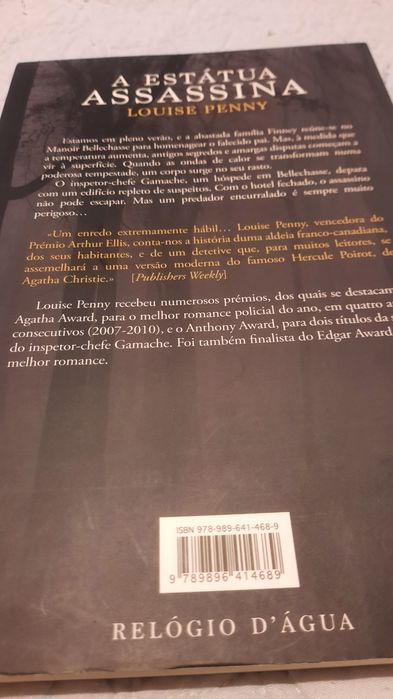 A ESTÁTUA
ASSASSINA
LOUISE PENNY
Estamos em pleno verão, e a abastada família Finney reúne-se no
Manoir Bellechasse para homenagear o falecido pai. Mas, à medida que
a temperatura aumenta, antigos segredos e amargas disputas começam a
vir à superfície. Quando as ondas de calor se transformam numa
poderosa tempestade, um corpo surge no seu rasto.
O inspetor-chefe Gamache, um hóspede em Bellechasse, depara
com um edifício repleto de suspeitos. Com o hotel fechado, o assassino
não pode escapar. Mas um predador encurralado é sempre muito
perigoso…
«Um enredo extremamente hábil… Louise Penny, vencedora do
Prémio Arthur Ellis, conta-nos a história duma aldeia franco-canadiana,
dos seus habitantes, e de um detetive que, para muitos leitores, se
assemelhará a uma versão moderna do famoso Hercule Poirot, de
Agatha Christie.» [Publishers Weekly]
Louise Penny recebeu numerosos prémios, dos quais se destacam
Agatha Award, para o melhor romance policial do ano, em quatro
consecutivos (2007-2010), e o Anthony Award, para dois títulos da
do inspetor-chefe Gamache. Foi também finalista do Edgar Award
melhor romance.
ISBN 978-989-641-468-9
9 789896 414689
RELÓGIO D'ÁGUA